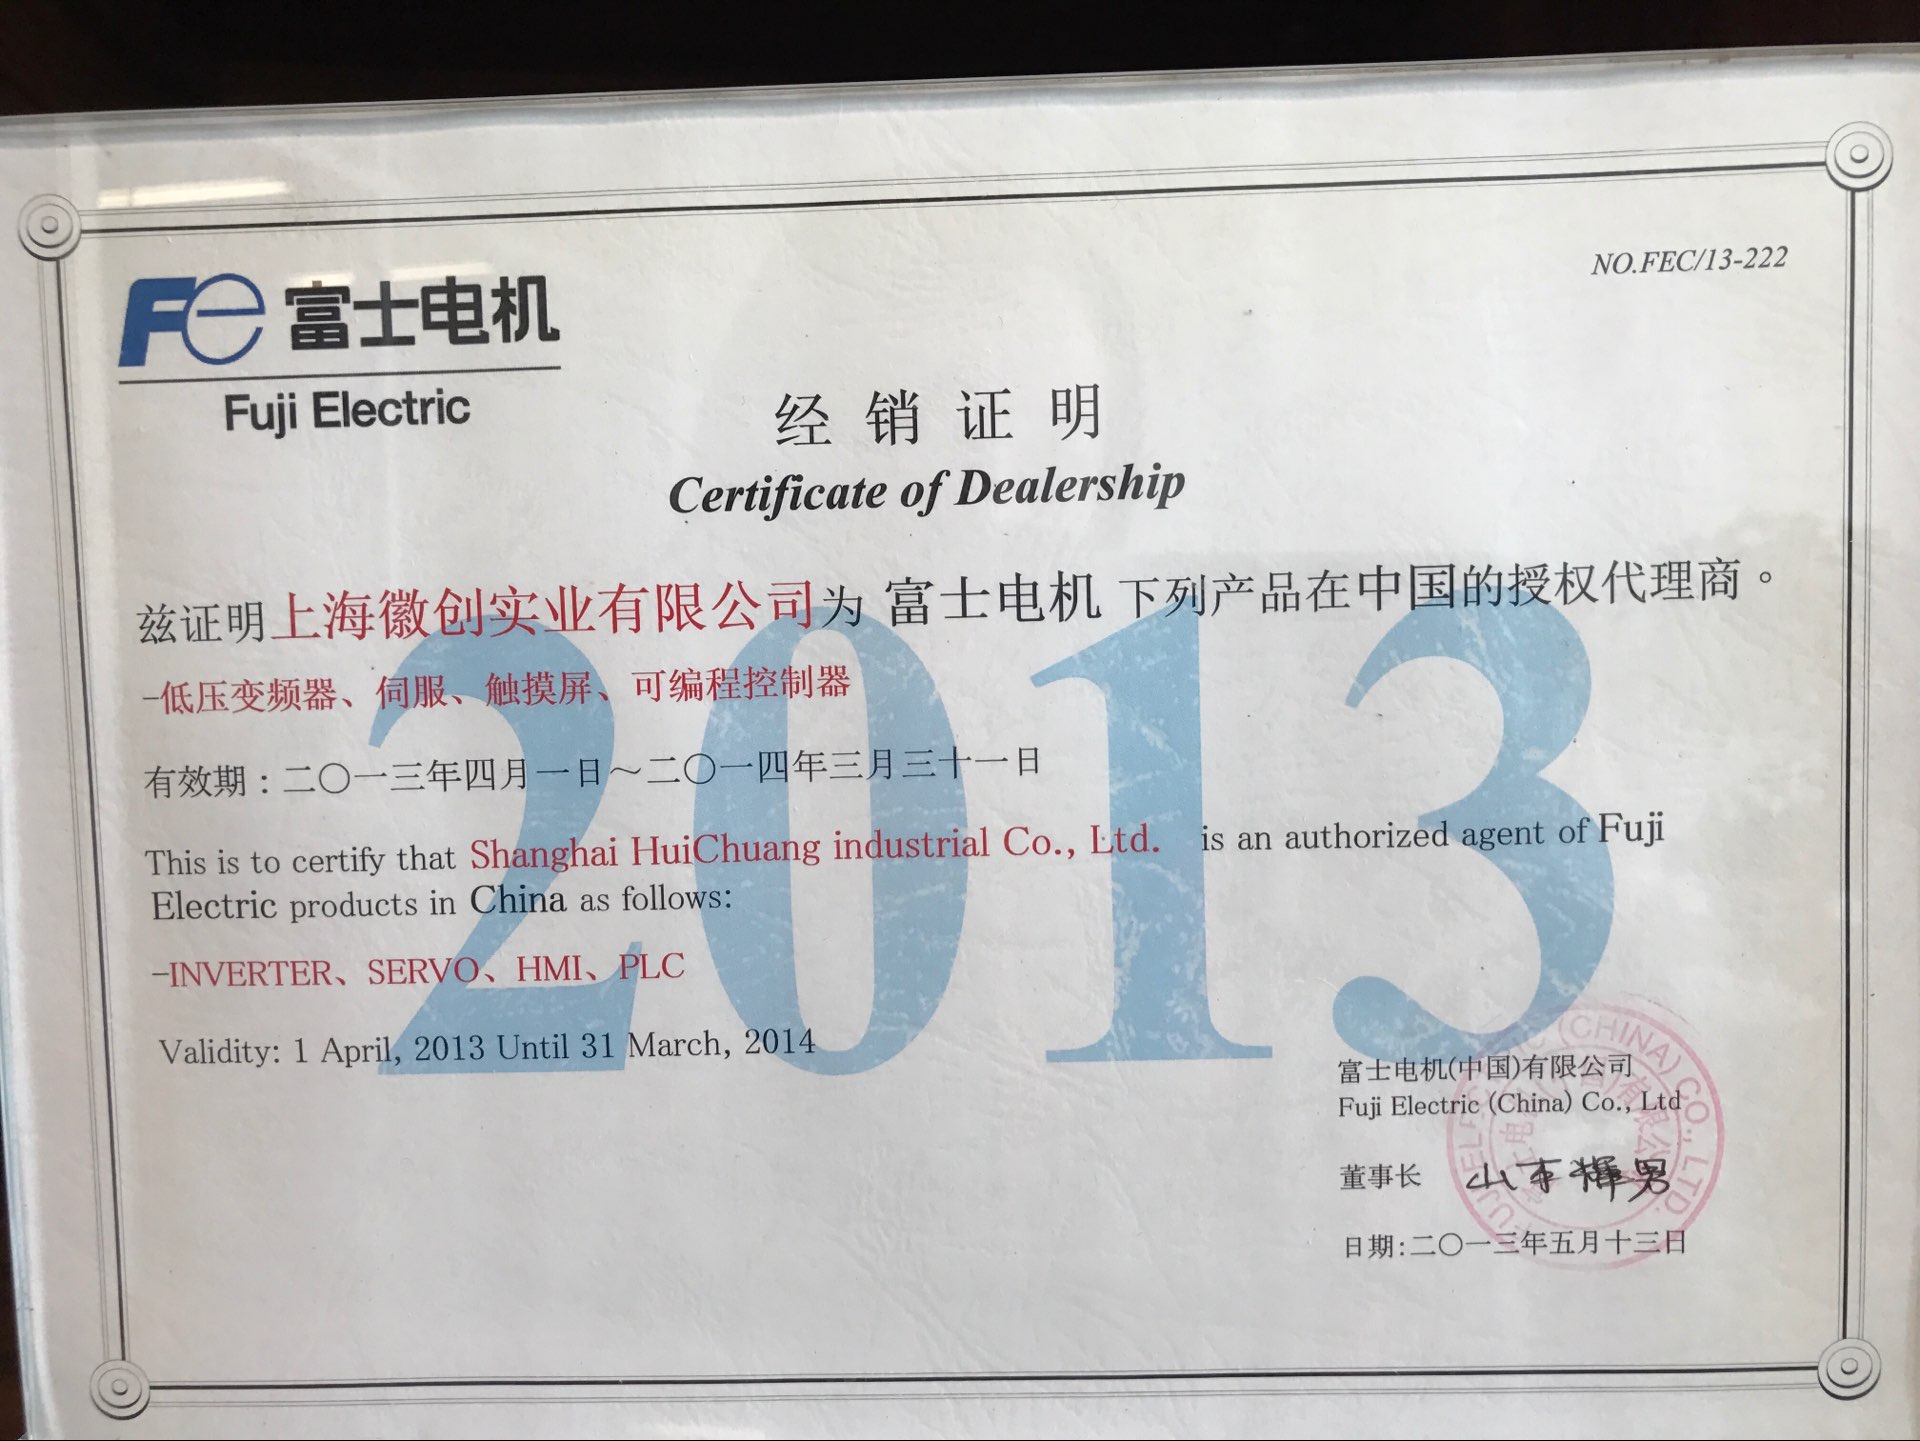 NO.FEC/13-222
Fe 富士电机
Fuji Electric
经销证明
Certificate of Dealership
2013
兹证明上海徽创实业有限公司为 富士电机 下列产品在中国的授权代理商。
-低压变频器、伺服、触摸屏、可编程控制器
有效期：二〇一三年四月一日～二〇一四年三月三十一日
This is to certify that Shanghai HuiChuang industrial Co., Ltd. is an authorized agent of Fuji
Electric products in China as follows:
-INVERTER、SERVO、HMI、PLC
Validity: 1 April, 2013 Until 31 March, 2014
富士电机(中国)有限公司
Fuji Electric (China) Co., Ltd
董事长 山本輝男
日期:二〇一三年五月十三日
(CHINA) CO., LTD.